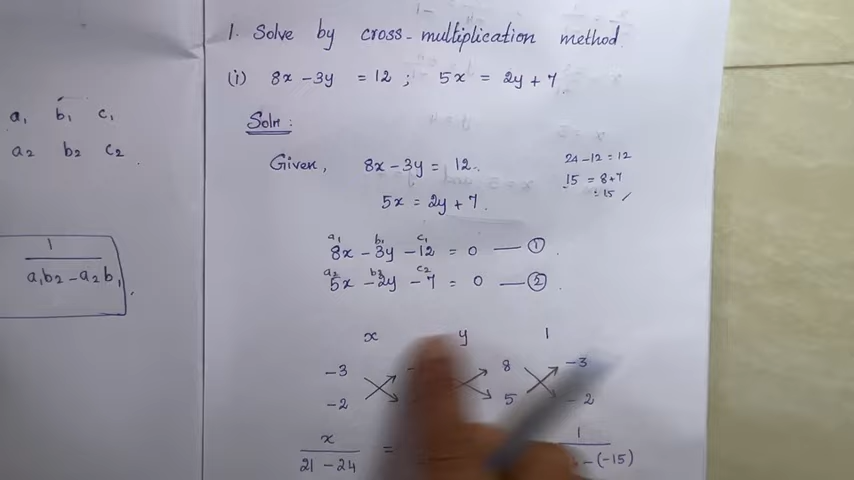 a₁ b₁ c₁
a₂ b₂ c₂
1
a₁b₂ - a₂b₁
1. Solve by cross-multiplication method.
(i) 8x - 3y = 12 ; 5x = 2y + 7
Soln:
Given, 8x - 3y = 12.
5x = 2y + 7.
24 - 12 = 12
15 = 8 + 7
= 15 ✓
a₁ b₁ c₁
8x - 3y - 12 = 0 — ①
a₂ b₂ c₂
5x - 2y - 7 = 0 — ②
x y 1
-3 8 -3
-2 5 -2
x = 1
21 - 24 - (-15)